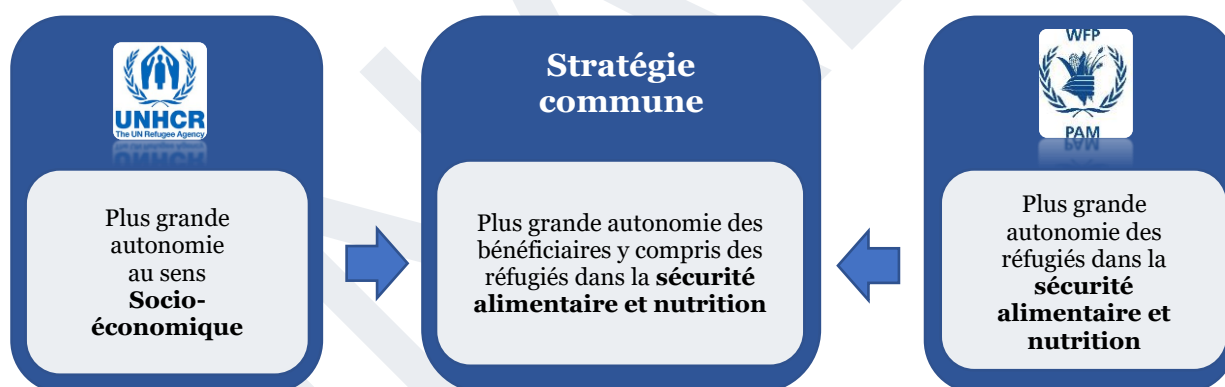 UNHCR
The UN Refugee Agency
Plus grande
autonomie
au sens
Socio-
économique
Stratégie
commune
Plus grande autonomie des
bénéficiaires y compris des
réfugiés dans la sécurité
alimentaire et nutrition
WFP
PAM
Plus grande
autonomie des
réfugiés dans la
sécurité
alimentaire et
nutrition